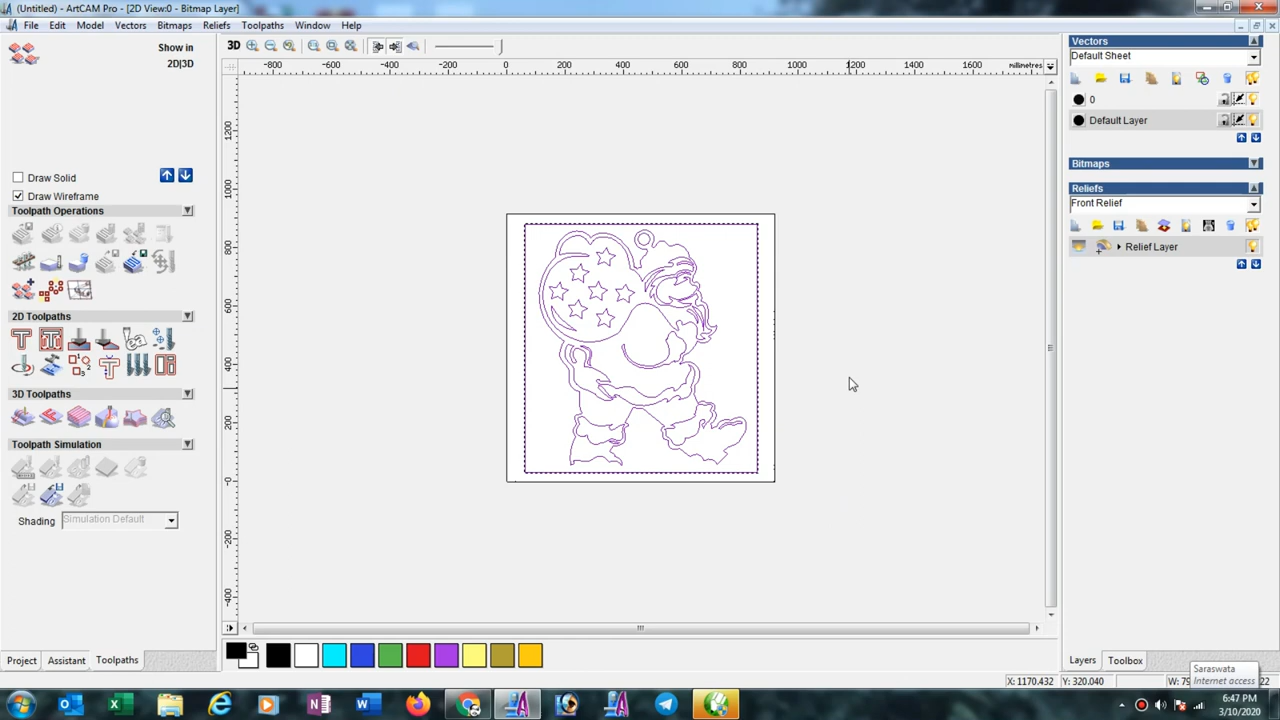 (Untitled) - ArtCAM Pro - [2D View:0 - Bitmap Layer]
File Edit Model Vectors Bitmaps Reliefs Toolpaths Window Help
Show in
2D|3D
Draw Solid
Draw Wireframe
Toolpath Operations
2D Toolpaths
3D Toolpaths
Toolpath Simulation
Shading Simulation Default
Project Assistant Toolpaths
3D
-800 -600 -400 -200 0 200 400 600 800 1000 1200 1400 1600 millimetres
1200
1000
800
600
400
200
-0
-200
-400
Vectors
Default Sheet
0
Default Layer
Bitmaps
Reliefs
Front Relief
Relief Layer
Layers Toolbox
Saraswata
Internet access
X: 1170.432 Y: 320.040
6:47 PM
3/10/2020